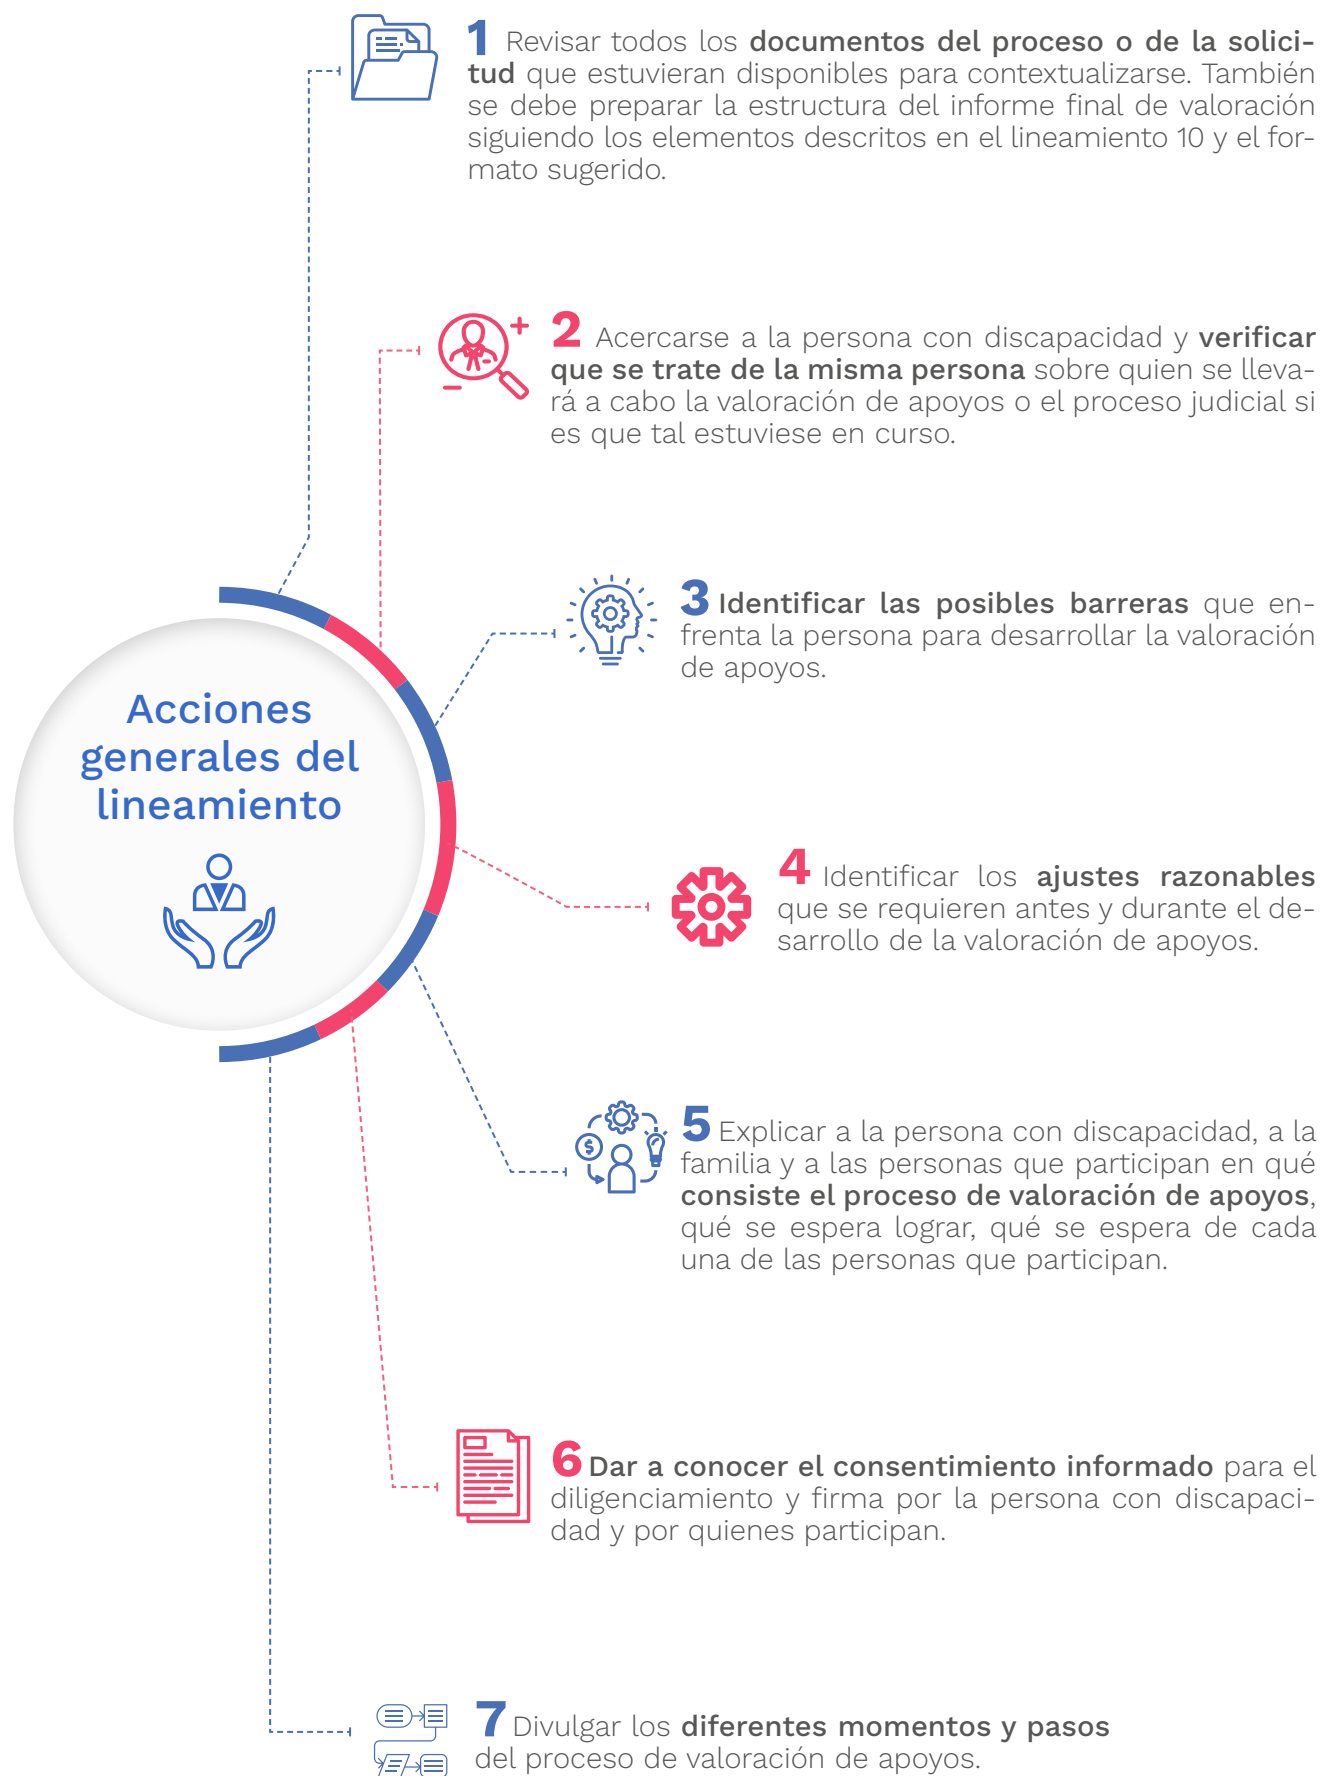 Acciones
generales del
lineamiento
1 Revisar todos los documentos del proceso o de la solici-
tud que estuvieran disponibles para contextualizarse. También
se debe preparar la estructura del informe final de valoración
siguiendo los elementos descritos en el lineamiento 10 y el for-
mato sugerido.
2 Acercarse a la persona con discapacidad y verificar
que se trate de la misma persona sobre quien se lleva-
rá a cabo la valoración de apoyos o el proceso judicial si
es que tal estuviese en curso.
3 Identificar las posibles barreras que en-
frenta la persona para desarrollar la valoración
de apoyos.
4 Identificar los ajustes razonables
que se requieren antes y durante el de-
sarrollo de la valoración de apoyos.
5 Explicar a la persona con discapacidad, a la
familia y a las personas que participan en qué
consiste el proceso de valoración de apoyos,
qué se espera lograr, qué se espera de cada
una de las personas que participan.
6 Dar a conocer el consentimiento informado para el
diligenciamiento y firma por la persona con discapaci-
dad y por quienes participan.
7 Divulgar los diferentes momentos y pasos
del proceso de valoración de apoyos.